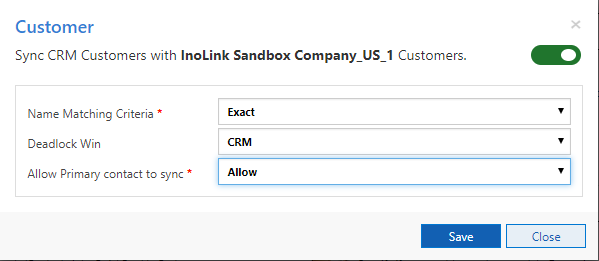 Customer ×
Sync CRM Customers with InoLink Sandbox Company_US_1 Customers.
Name Matching Criteria * Exact
Deadlock Win CRM
Allow Primary contact to sync * Allow
Save Close